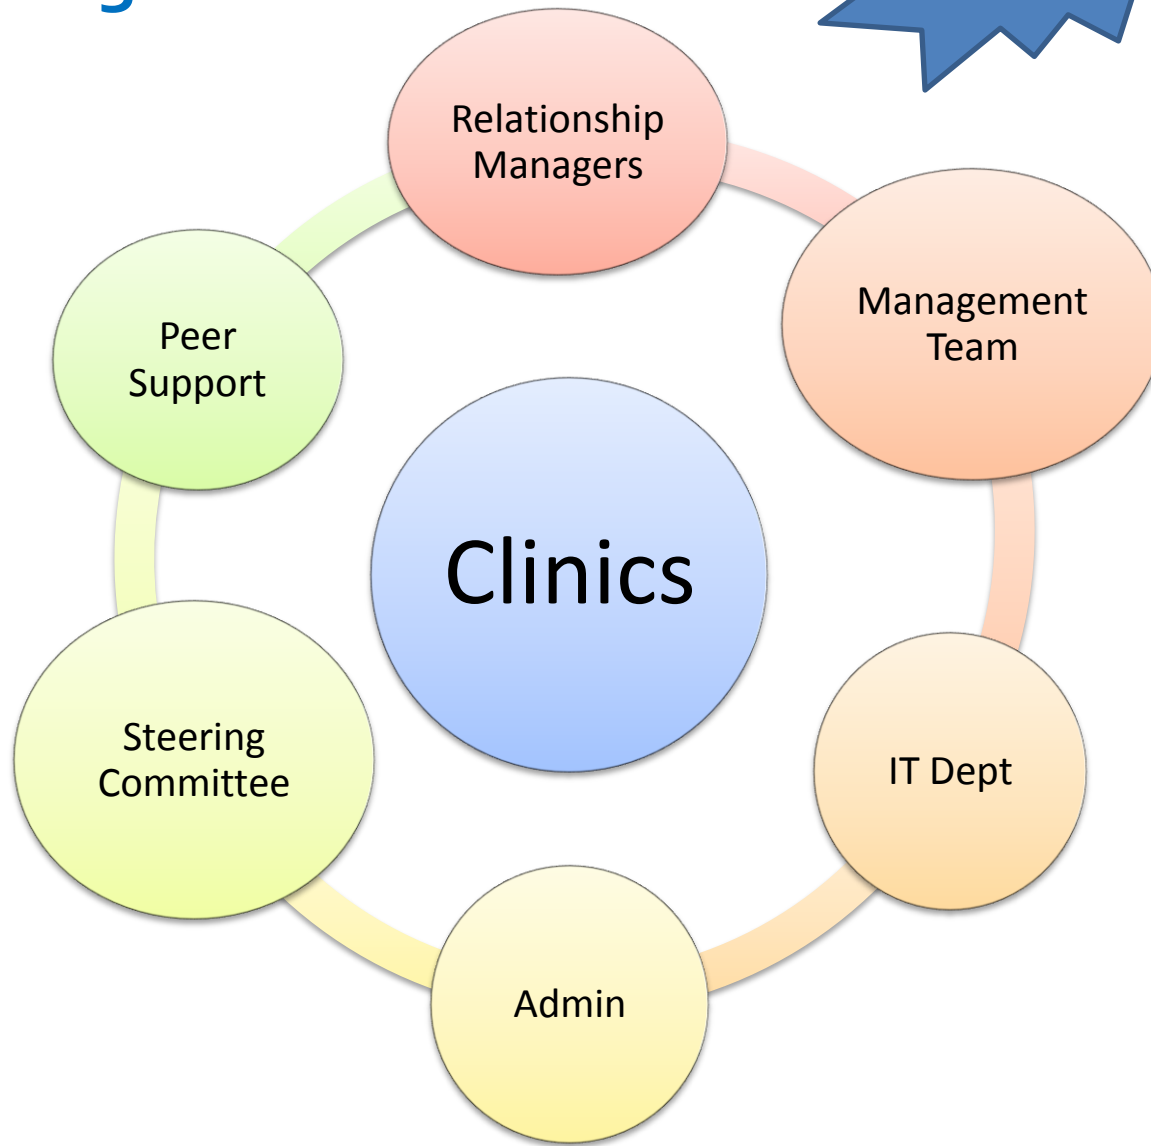 Relationship
Managers
Management
Team
Peer
Support
Clinics
Steering
Committee
IT Dept
Admin